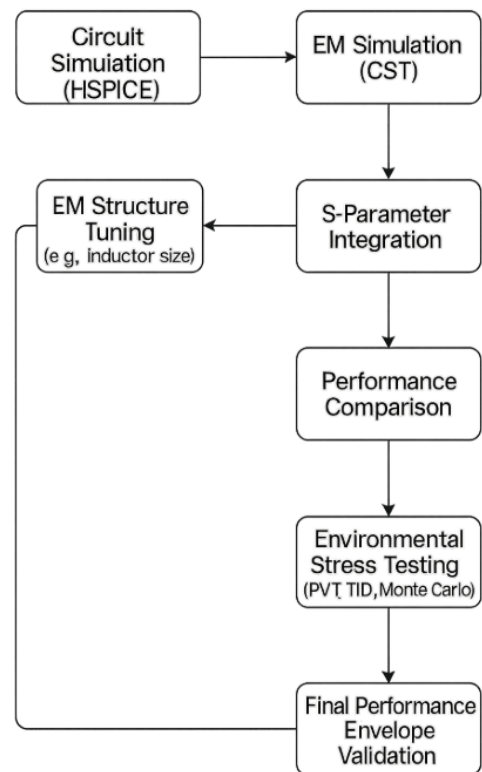 Circuit
Simuiation
(HSPICE)
EM Simulation
(CST)
EM Structure
Tuning
(e g, inductor size)
S-Parameter
Integration
Performance
Comparison
Environmental
Stress Testing
(PVT, TID, Monte Carlo)
Final Performance
Envelope
Validation